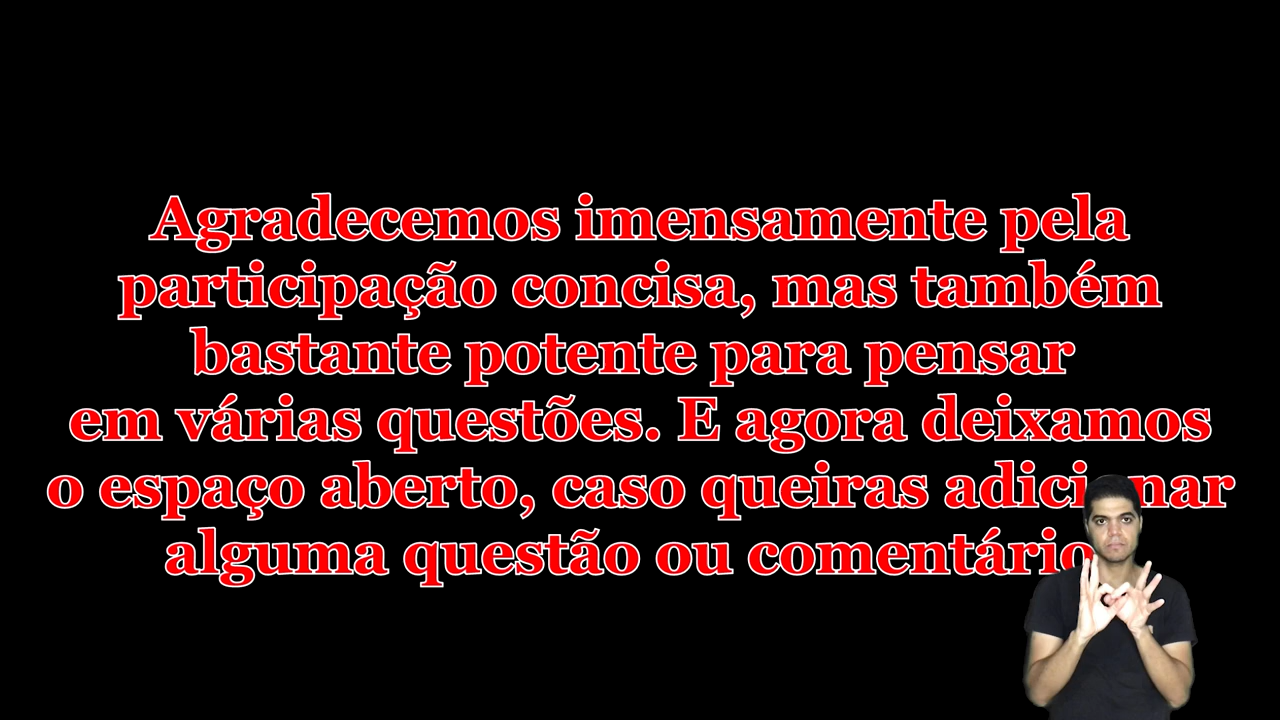 Agradecemos imensamente pela
participação concisa, mas também
bastante potente para pensar
em várias questões. E agora deixamos
o espaço aberto, caso queiras adicionar
alguma questão ou comentário